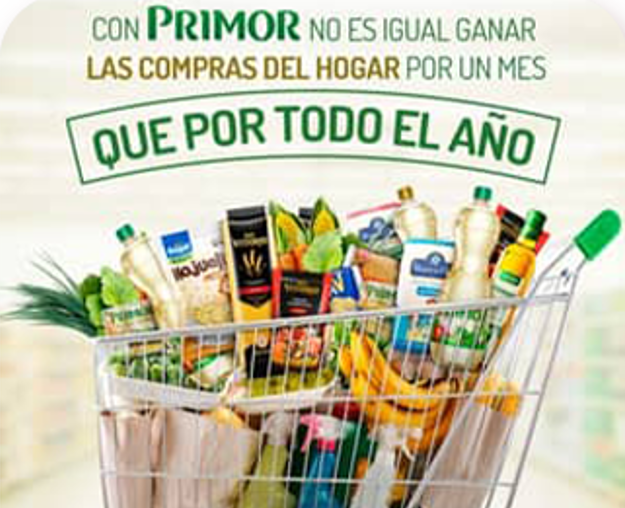 CON PRIMOR NO ES IGUAL GANAR
LAS COMPRAS DEL HOGAR POR UN MES
QUE POR TODO EL AÑO